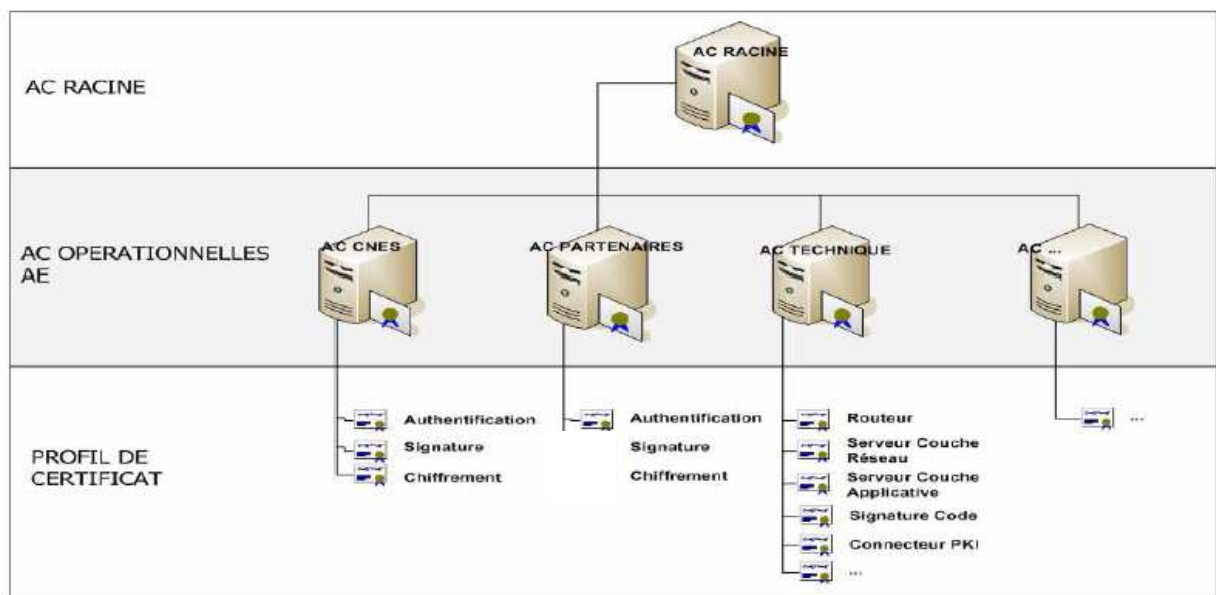 AC RACINE
AC RACINE
AC OPERATIONNELLES
AE
AC CNES
AC PARTENAIRES
AC TECHNIQUE
AC ...
PROFIL DE
CERTIFICAT
Authentification
Signature
Chiffrement
Authentification
Signature
Chiffrement
Routeur
Serveur Couche
Réseau
Serveur Couche
Applicative
Signature Code
Connecteur PKI
...
...